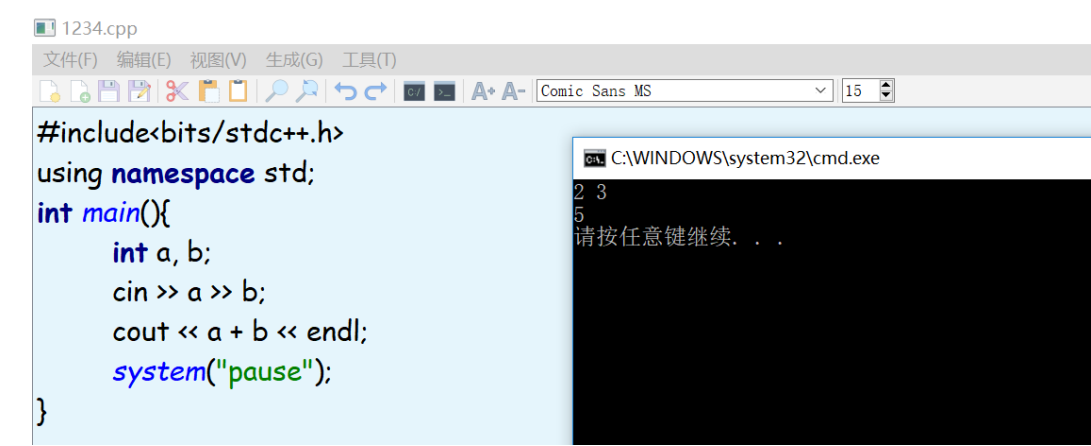 1234.cpp
文件(F) 编辑(E) 视图(V) 生成(G) 工具(T)
C:/ >_ A+ A- Comic Sans MS 15
#include<bits/stdc++.h>
using namespace std;
int main(){
int a, b;
cin >> a >> b;
cout << a + b << endl;
system("pause");
}
C:\WINDOWS\system32\cmd.exe
2 3
5
请按任意键继续. . .